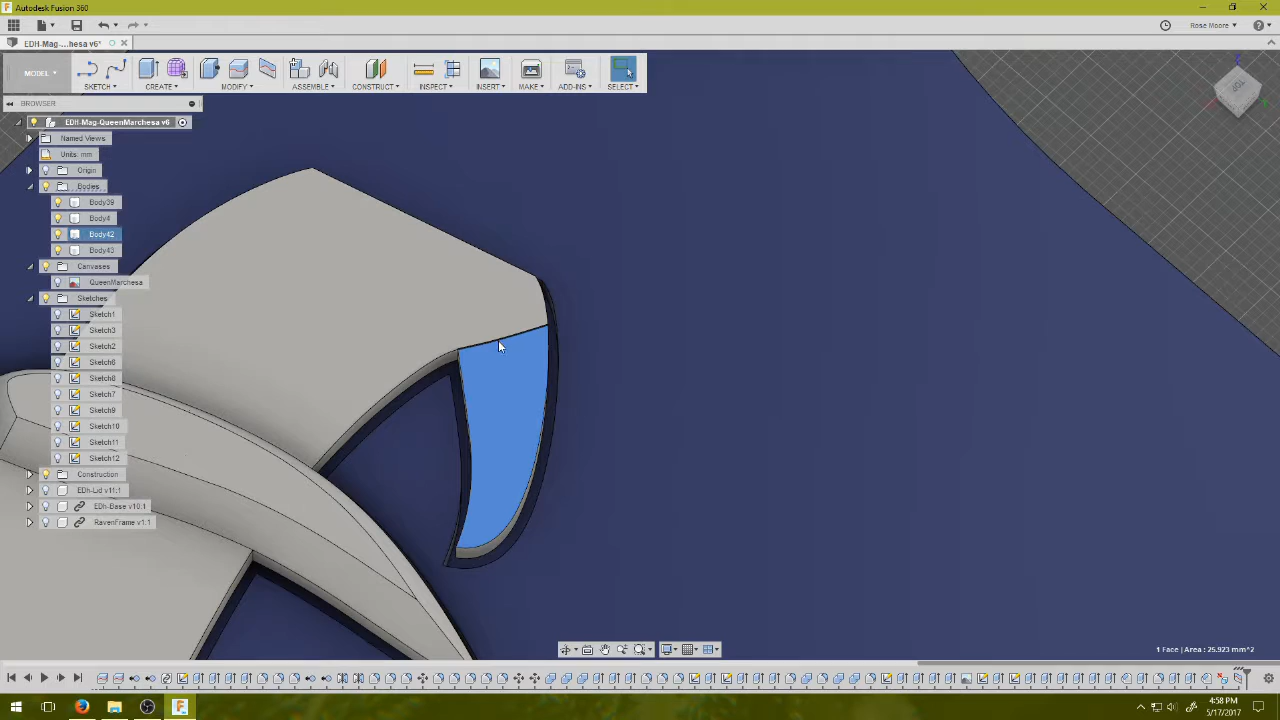 Autodesk Fusion 360
Rose Moore
EDH-Mag-...hesa v6*
MODEL
SKETCH
CREATE
MODIFY
ASSEMBLE
CONSTRUCT
INSPECT
INSERT
MAKE
ADD-INS
SELECT
TOP
BROWSER
EDH-Mag-QueenMarchesa v6
Named Views
Units: mm
Origin
Bodies
Body39
Body4
Body42
Body43
Canvases
QueenMarchesa
Sketches
Sketch1
Sketch3
Sketch2
Sketch6
Sketch8
Sketch7
Sketch9
Sketch10
Sketch11
Sketch12
Construction
EDh-Lid v11:1
EDh-Base v10:1
RavenFrame v1:1
1 Face | Area : 25.923 mm^2
4:58 PM
5/17/2017